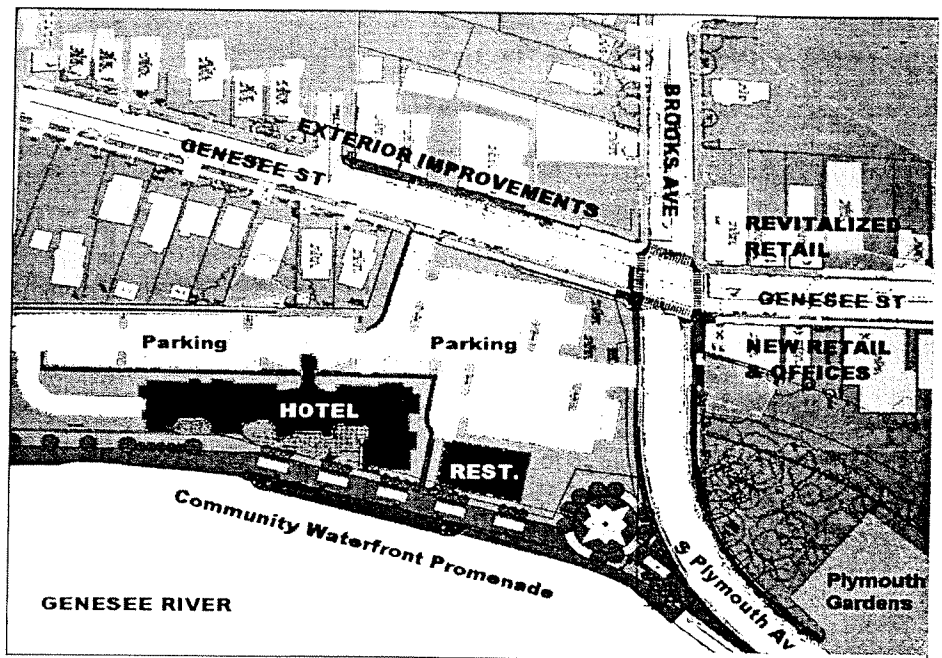 BROOKS AVE
EXTERIOR IMPROVEMENTS
GENESEE ST
REVITALIZED
RETAIL
GENESEE ST
Parking
Parking
NEW RETAIL
& OFFICES
HOTEL
REST.
Community Waterfront Promenade
S Plymouth Av
Plymouth
Gardens
GENESEE RIVER